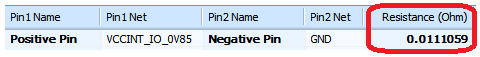 Pin1 Name Pin1 Net Pin2 Name Pin2 Net Resistance (Ohm)
Positive Pin VCCINT_IO_0V85 Negative Pin GND 0.0111059